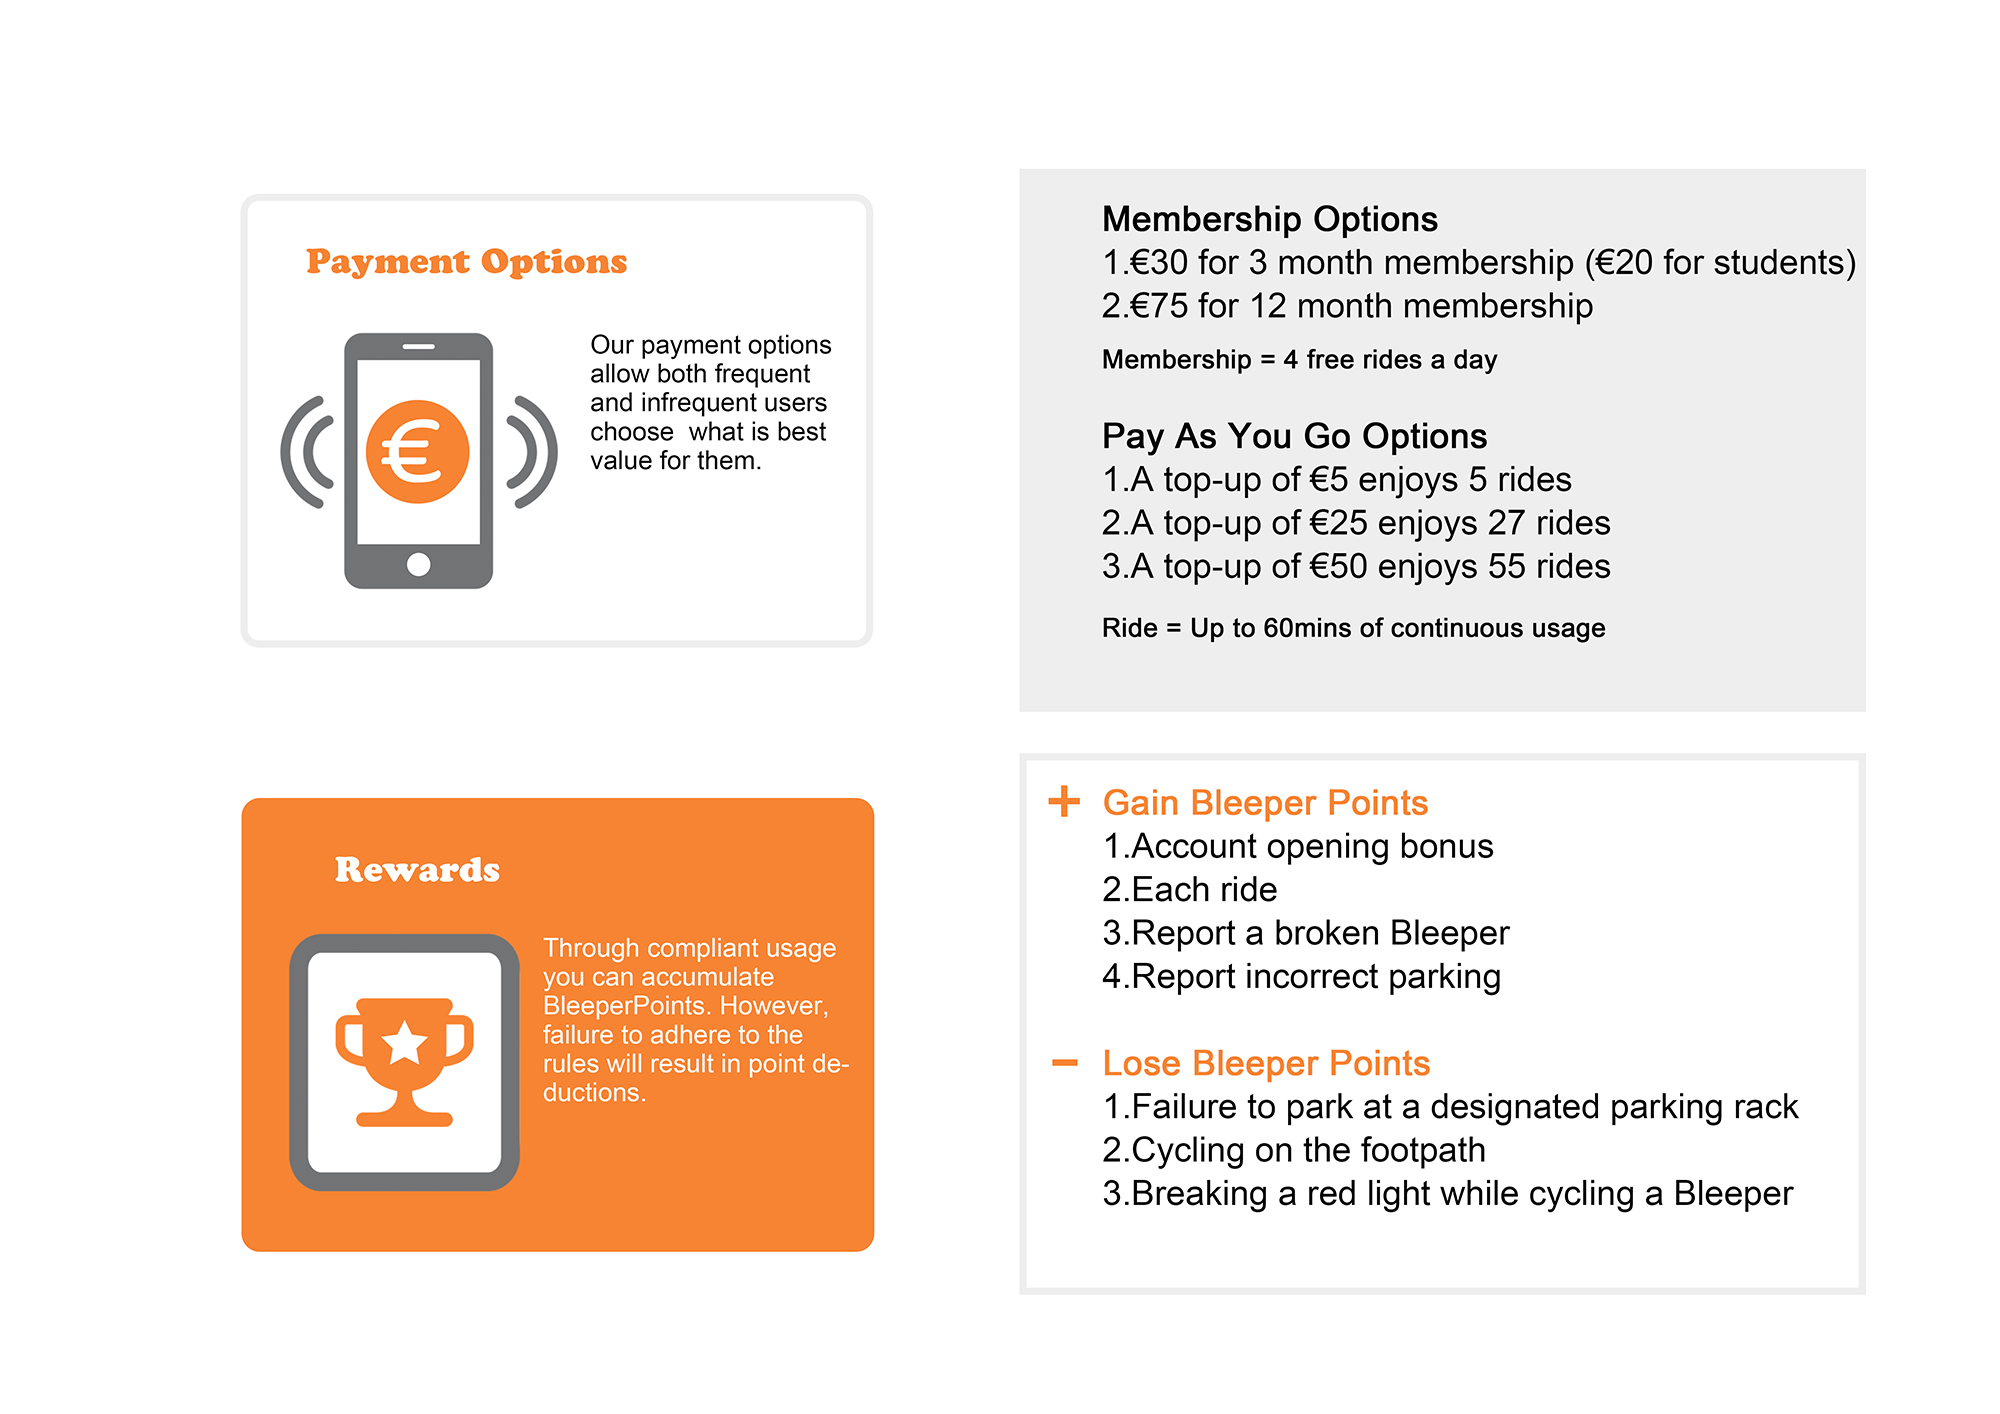 Payment Options
€
Our payment options
allow both frequent
and infrequent users
choose  what is best
value for them.
Membership Options
1.€30 for 3 month membership (€20 for students)
2.€75 for 12 month membership
Membership = 4 free rides a day
Pay As You Go Options
1.A top-up of €5 enjoys 5 rides
2.A top-up of €25 enjoys 27 rides
3.A top-up of €50 enjoys 55 rides
Ride = Up to 60mins of continuous usage
Rewards
Through compliant usage
you can accumulate
BleeperPoints. However,
failure to adhere to the
rules will result in point de-
ductions.
+ Gain Bleeper Points
1.Account opening bonus
2.Each ride
3.Report a broken Bleeper
4.Report incorrect parking
- Lose Bleeper Points
1.Failure to park at a designated parking rack
2.Cycling on the footpath
3.Breaking a red light while cycling a Bleeper